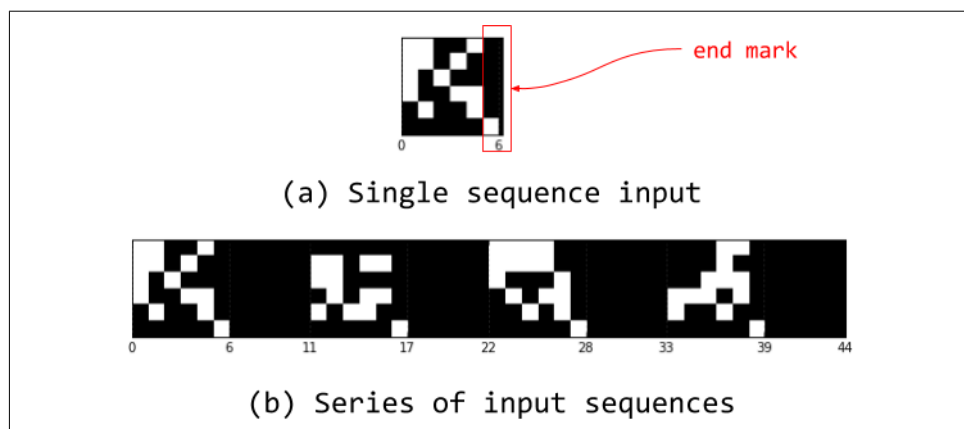 end mark
0 6
(a) Single sequence input
0 6 11 17 22 28 33 39 44
(b) Series of input sequences